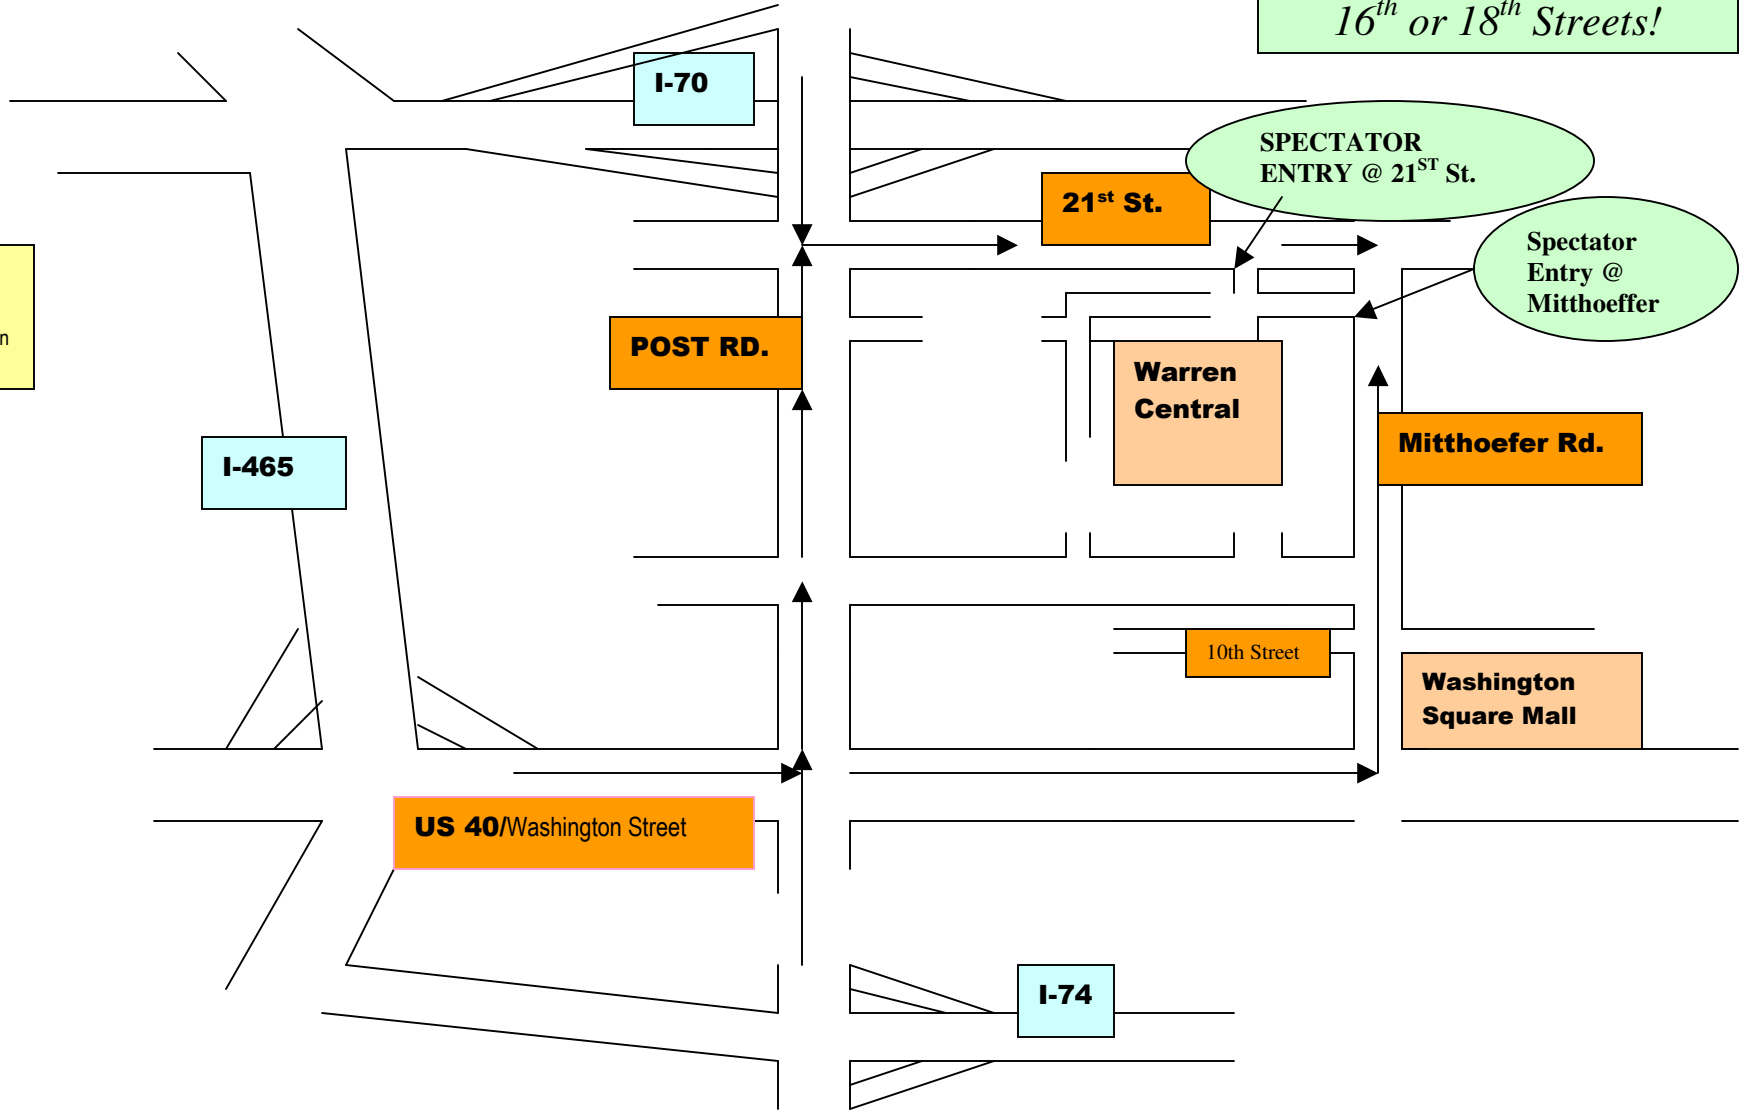 16th or 18th Streets!
I-70
SPECTATOR
ENTRY @ 21ST St.
21st St.
Spectator
Entry @
Mitthoeffer
n
POST RD.
Warren
Central
Mitthoefer Rd.
I-465
10th Street
Washington
Square Mall
US 40/Washington Street
I-74